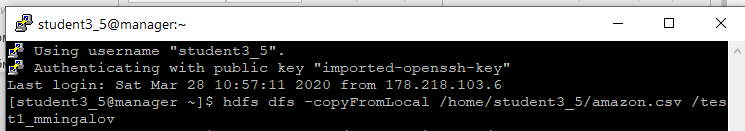 student3_5@manager:~
Using username "student3_5".
Authenticating with public key "imported-openssh-key"
Last login: Sat Mar 28 10:57:11 2020 from 178.218.103.6
[student3_5@manager ~]$ hdfs dfs -copyFromLocal /home/student3_5/amazon.csv /tes
t1_mmingalov